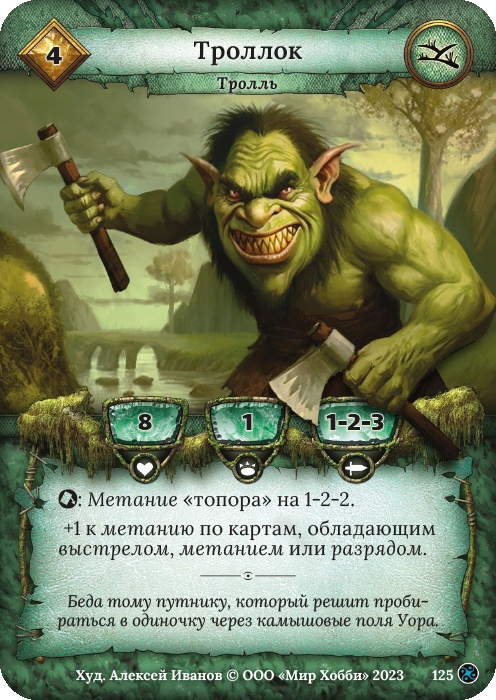 4
Троллок
Тролль
8
1
1-2-3
: Метание «топора» на 1-2-2.
+1 к метанию по картам, обладающим
выстрелом, метанием или разрядом.
Беда тому путнику, который решит проби-
раться в одиночку через камышовые поля Уора.
Худ. Алексей Иванов © ООО «Мир Хобби» 2023
125